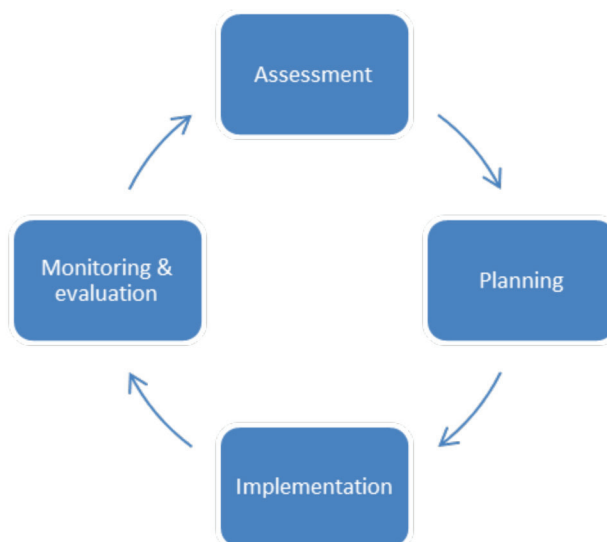 Assessment
Planning
Implementation
Monitoring &
evaluation